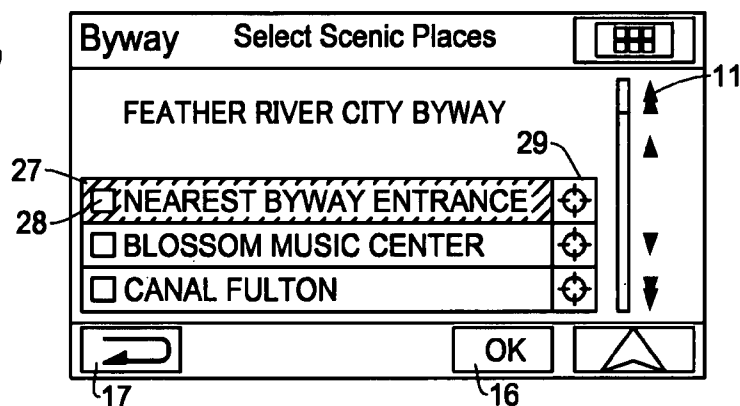 Byway Select Scenic Places
11
FEATHER RIVER CITY BYWAY
29
27
NEAREST BYWAY ENTRANCE
28
BLOSSOM MUSIC CENTER
CANAL FULTON
OK
17
16